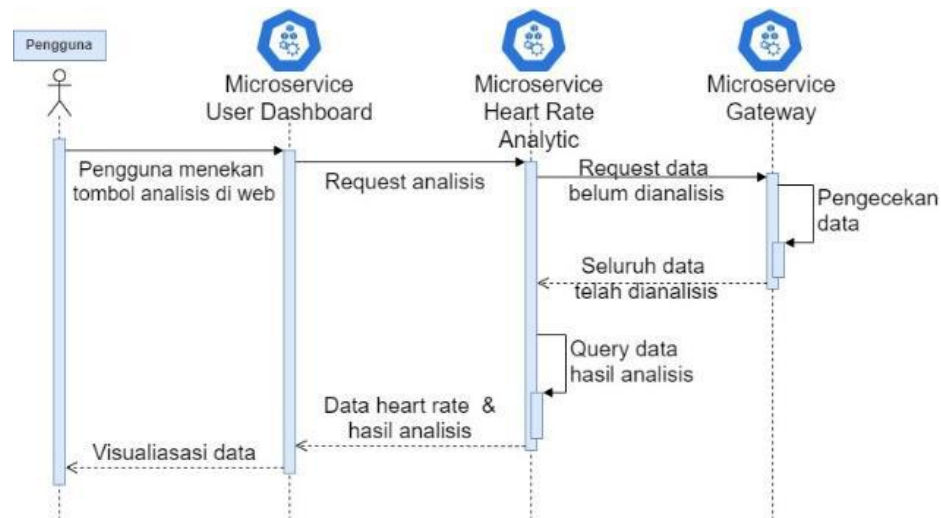 Pengguna
Microservice
User Dashboard
Microservice
Heart Rate
Analytic
Microservice
Gateway
Pengguna menekan
tombol analisis di web
Request analisis
Request data
belum dianalisis
Pengecekan
data
Seluruh data
telah dianalisis
Query data
hasil analisis
Data heart rate &
hasil analisis
Visualiasasi data